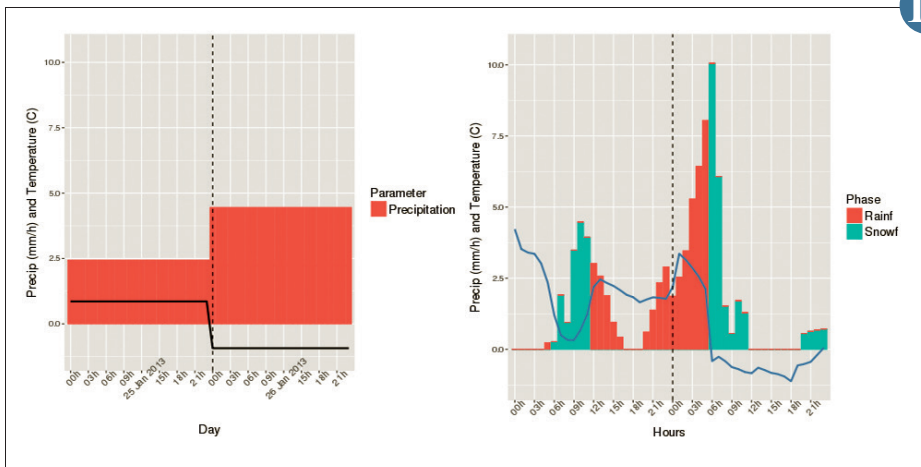 Precip (mm/h) and Temperature (C)
10.0
7.5
5.0
2.5
0.0
00h 03h 06h 09h 12h 15h 18h 21h 00h 03h 06h 09h 12h 15h 18h 21h
25 Jan 2013 26 Jan 2013
Day
Parameter
Precipitation
Precip (mm/h) and Temperature (C)
10.0
7.5
5.0
2.5
0.0
00h 03h 06h 09h 12h 15h 18h 21h 00h 03h 06h 09h 12h 15h 18h 21h
Hours
Phase
Rainf
Snowf